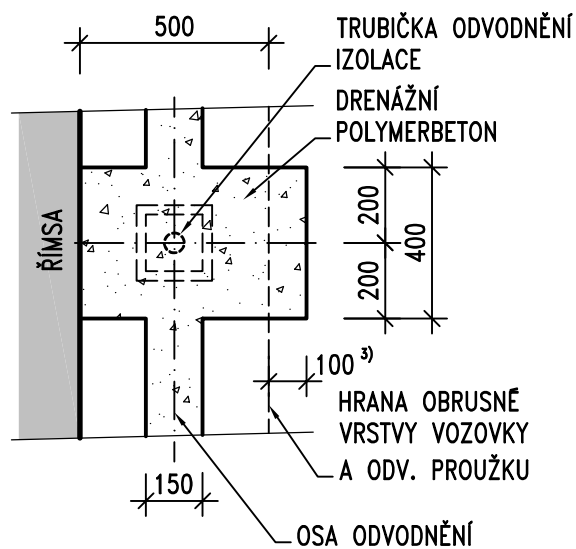 500
TRUBIČKA ODVODNĚNÍ
IZOLACE
DRENÁŽNÍ
POLYMERBETON
ŘÍMSA
200
200
400
100 3)
HRANA OBRUSNÉ
VRSTVY VOZOVKY
A ODV. PROUŽKU
150
OSA ODVODNĚNÍ